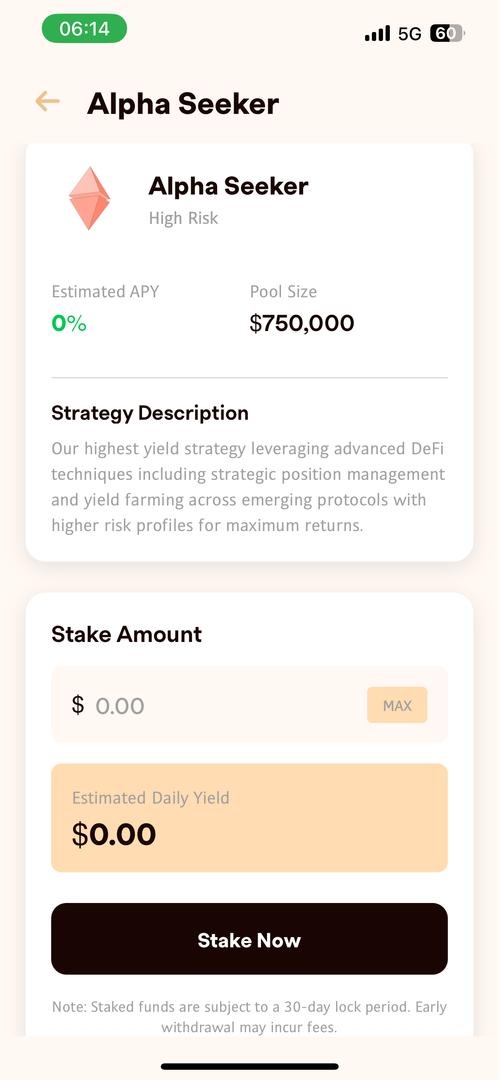 06:14
5G 60
Alpha Seeker
Alpha Seeker
High Risk
Estimated APY Pool Size
0% $750,000
Strategy Description
Our highest yield strategy leveraging advanced DeFi
techniques including strategic position management
and yield farming across emerging protocols with
higher risk profiles for maximum returns.
Stake Amount
$ 0.00 MAX
Estimated Daily Yield
$0.00
Stake Now
Note: Staked funds are subject to a 30-day lock period. Early
withdrawal may incur fees.